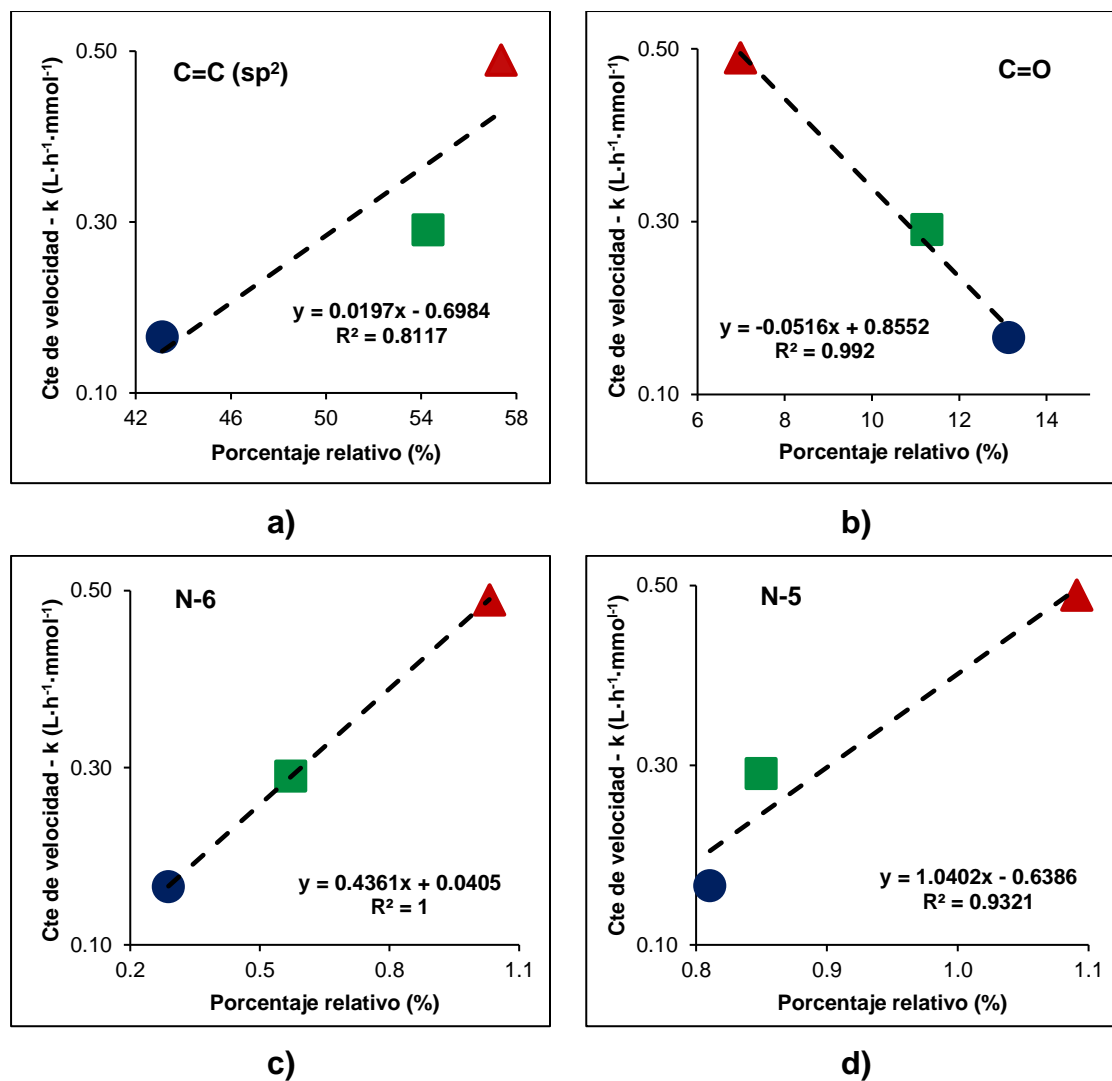 C=C (sp²)
Cte de velocidad - k (L·h⁻¹·mmol⁻¹)
0.50
0.30
0.10
y = 0.0197x - 0.6984
R² = 0.8117
42 46 50 54 58
Porcentaje relativo (%)
a)
C=O
Cte de velocidad - k (L·h⁻¹·mmol⁻¹)
0.50
0.30
0.10
y = -0.0516x + 0.8552
R² = 0.992
6 8 10 12 14
Porcentaje relativo (%)
b)
N-6
Cte de velocidad - k (L·h⁻¹·mmol⁻¹)
0.50
0.30
0.10
y = 0.4361x + 0.0405
R² = 1
0.2 0.5 0.8 1.1
Porcentaje relativo (%)
c)
N-5
Cte de velocidad - k (L·h⁻¹·mmol⁻¹)
0.50
0.30
0.10
y = 1.0402x - 0.6386
R² = 0.9321
0.8 0.9 1.0 1.1
Porcentaje relativo (%)
d)